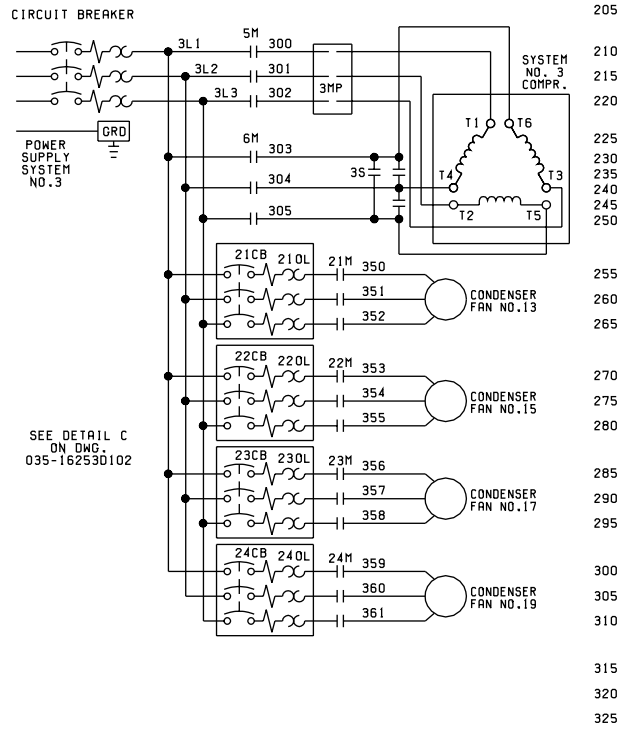 205
CIRCUIT BREAKER
5M
3L1
300
210
SYSTEM
NO. 3
COMPR.
3L2
301
215
3MP
3L3
302
220
GRD
T1
T6
POWER
SUPPLY
SYSTEM
NO.3
6M
225
303
230
3S
T4
T3
235
304
240
T2
T5
245
305
250
21CB
21OL
21M
350
255
351
CONDENSER
FAN NO.13
260
352
265
22CB
22OL
22M
353
270
354
CONDENSER
FAN NO.15
275
355
280
SEE DETAIL C
ON DWG.
035-16253D102
23CB
23OL
23M
356
285
357
CONDENSER
FAN NO.17
290
358
295
24CB
24OL
24M
359
300
360
CONDENSER
FAN NO.19
305
361
310
315
320
325